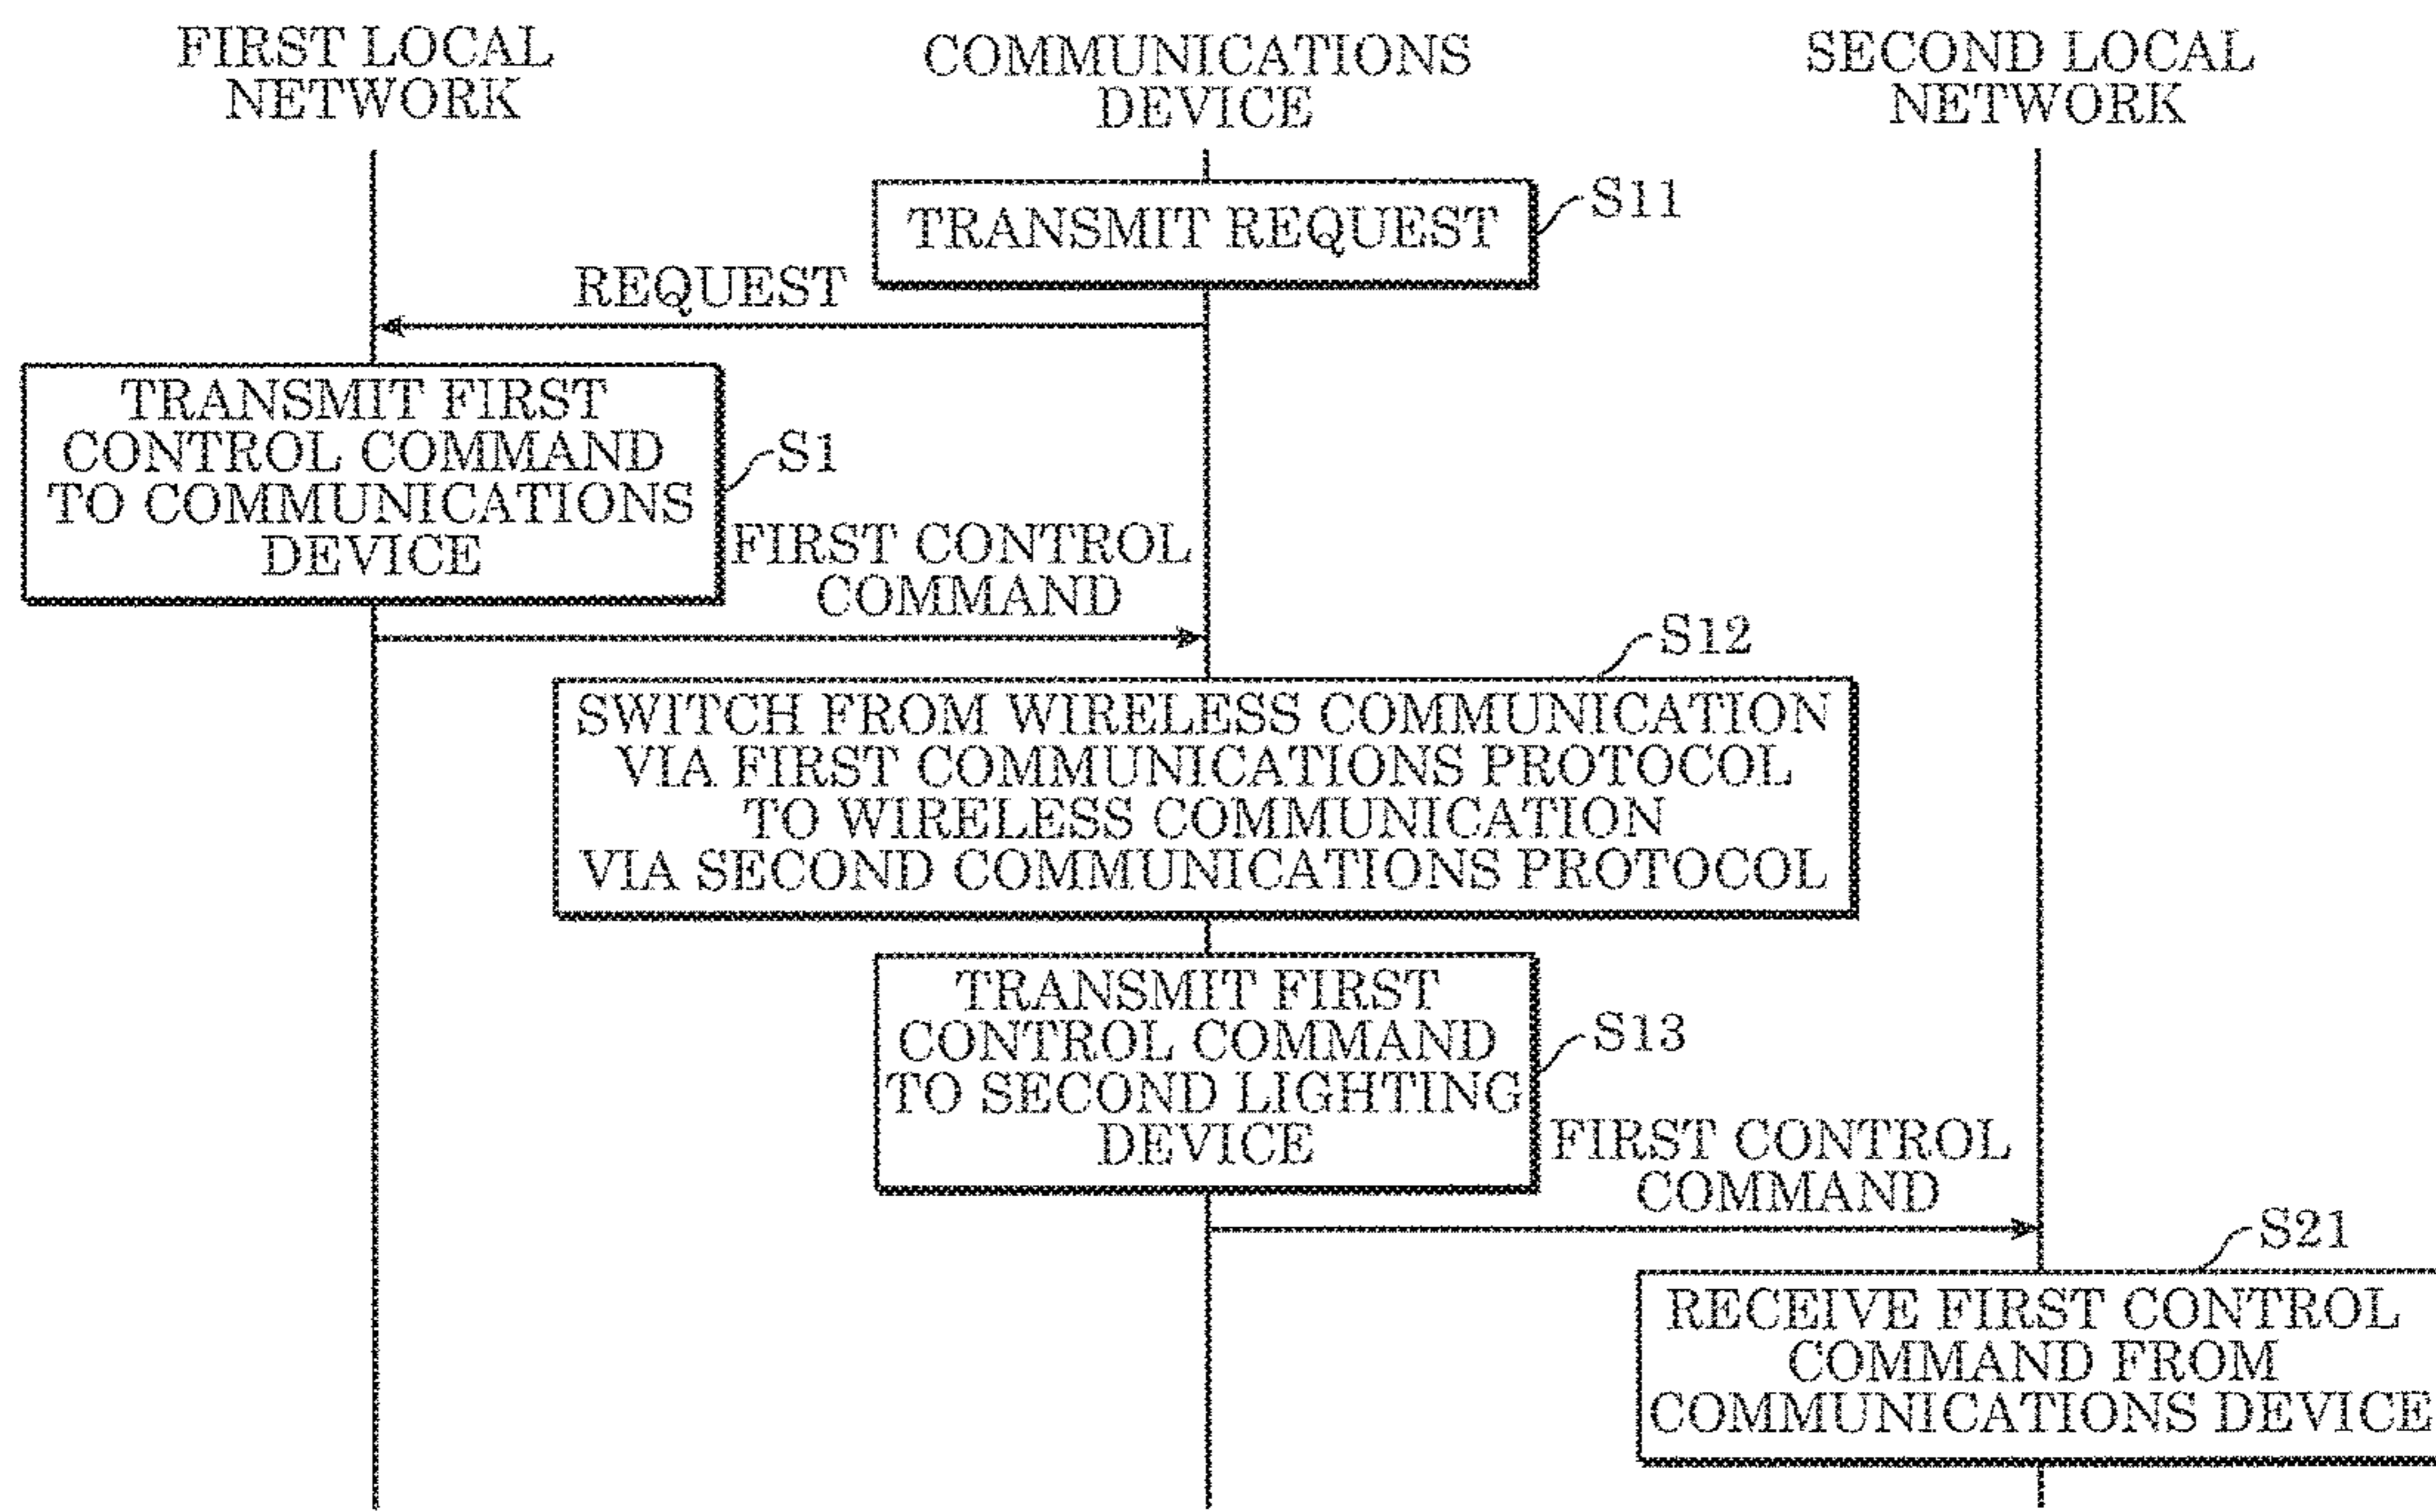 FIRST LOCAL
NETWORK
COMMUNICATIONS
DEVICE
SECOND LOCAL
NETWORK
TRANSMIT REQUEST
S11
REQUEST
TRANSMIT FIRST
CONTROL COMMAND
TO COMMUNICATIONS
DEVICE
S1
FIRST CONTROL
COMMAND
S12
SWITCH FROM WIRELESS COMMUNICATION
VIA FIRST COMMUNICATIONS PROTOCOL
TO WIRELESS COMMUNICATION
VIA SECOND COMMUNICATIONS PROTOCOL
TRANSMIT FIRST
CONTROL COMMAND
TO SECOND LIGHTING
DEVICE
S13
FIRST CONTROL
COMMAND
S21
RECEIVE FIRST CONTROL
COMMAND FROM
COMMUNICATIONS DEVICE